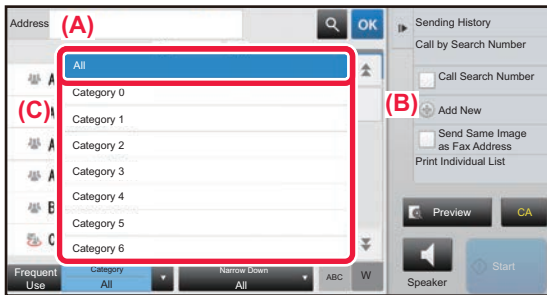 Address
(A)
OK
Sending History
Call by Search Number
All
Call Search Number
A
Category 0
(C)
(B)
Add New
Category 1
A
Category 2
Send Same Image
as Fax Address
A
Category 3
Print Individual List
B
Category 4
Category 5
Preview
CA
C
Category 6
Frequent
Use
Category
All
Narrow Down
All
ABC
W
Speaker
Start